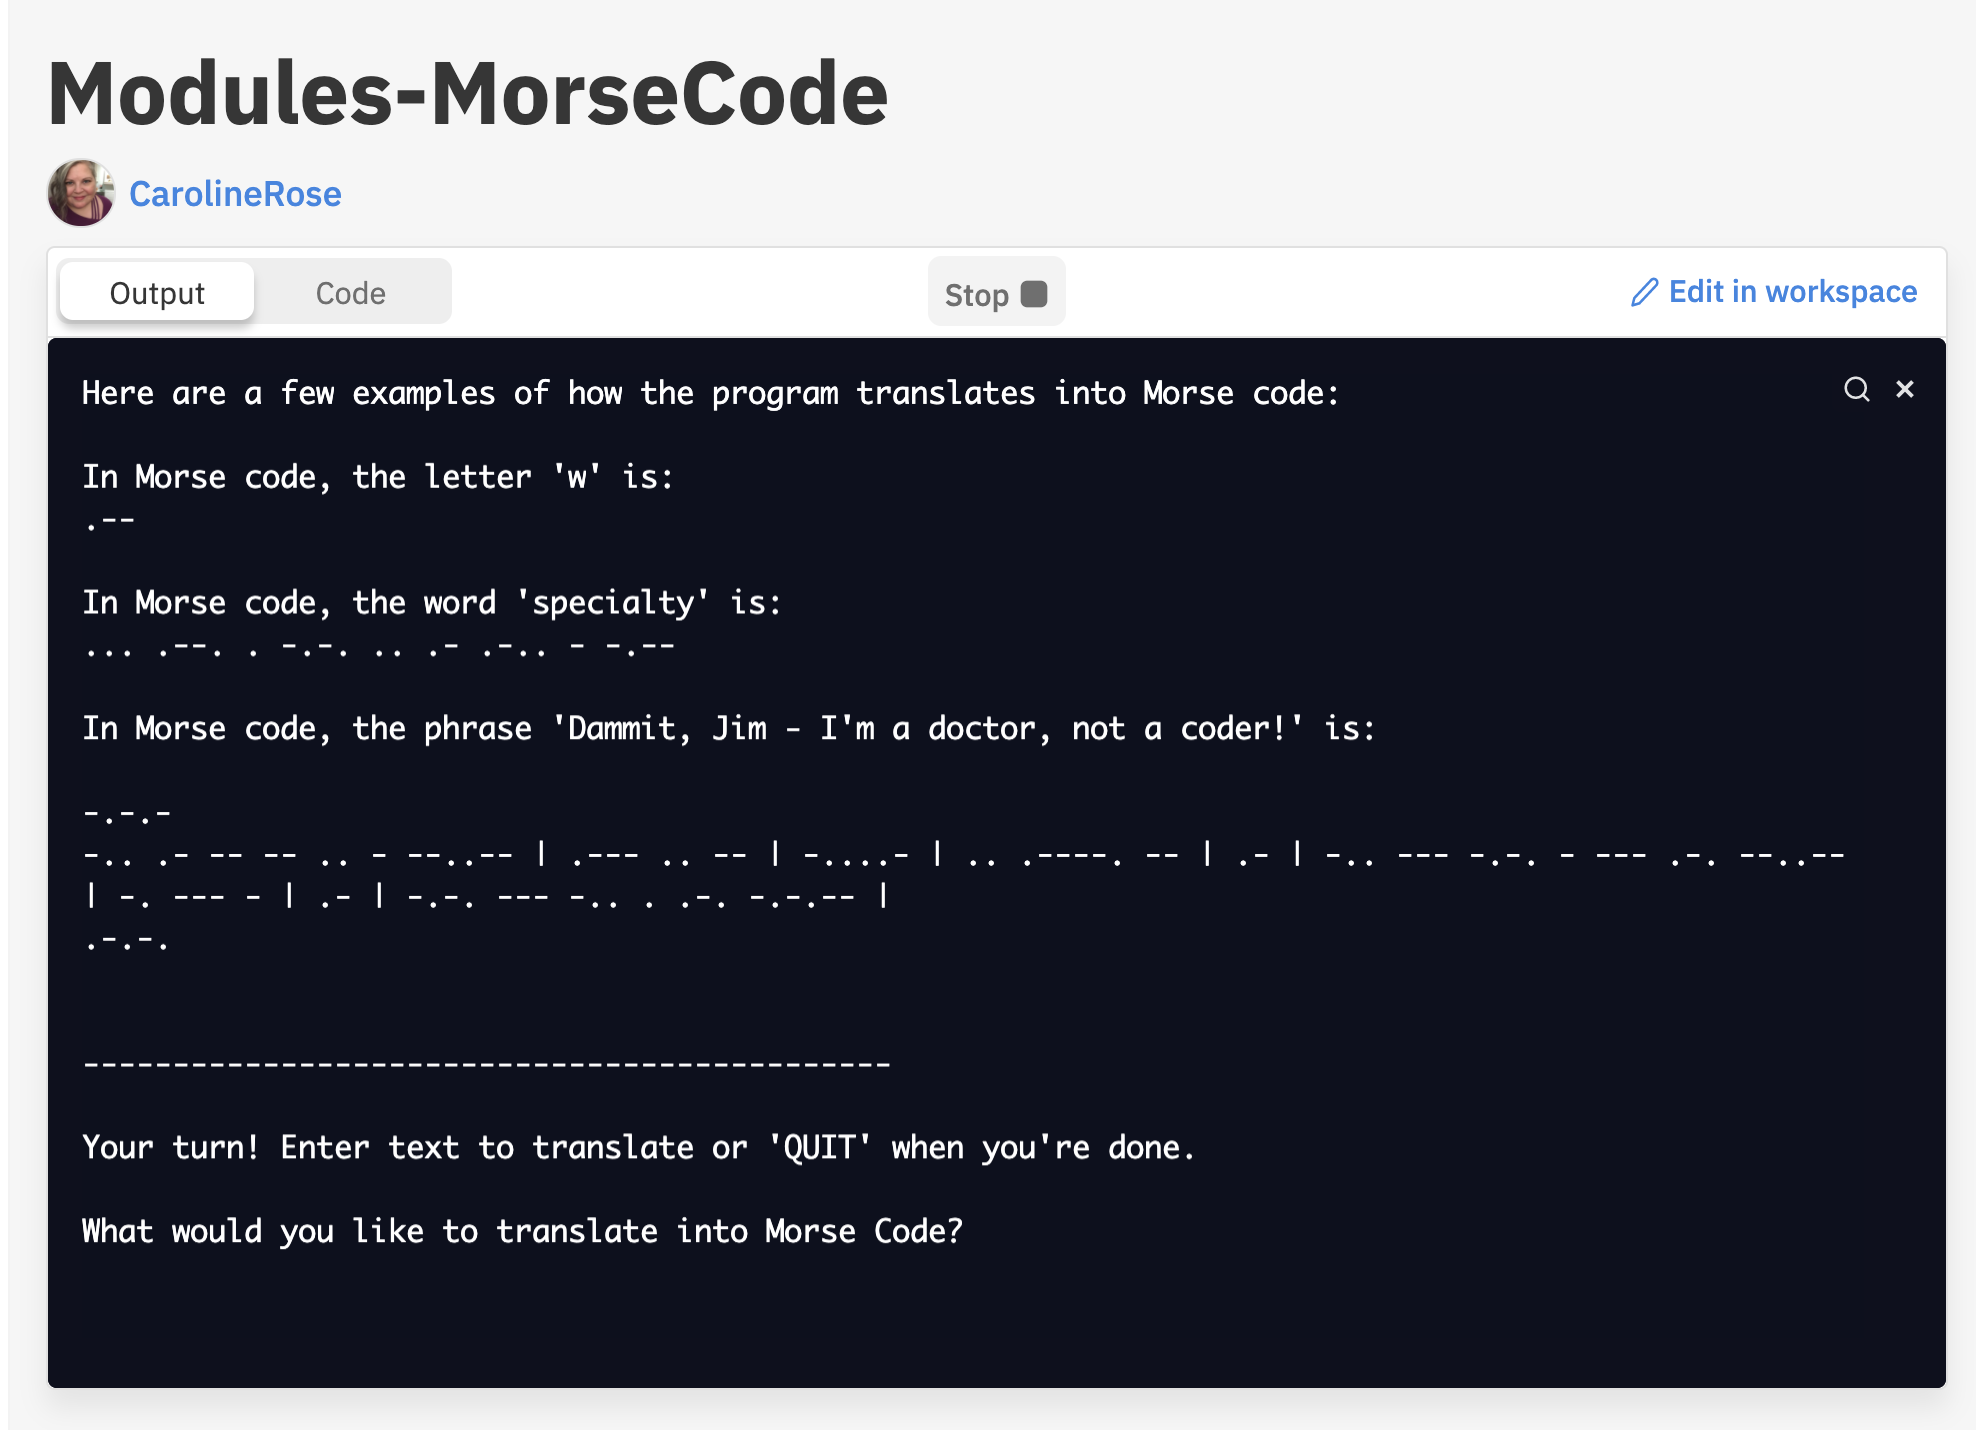 Modules-MorseCode
CarolineRose
Output Code Stop Edit in workspace
Here are a few examples of how the program translates into Morse code:
In Morse code, the letter 'w' is:
.--
In Morse code, the word 'specialty' is:
... .--. . -.-. .. .- .-.. - -.--
In Morse code, the phrase 'Dammit, Jim - I'm a doctor, not a coder!' is:
-.-.-
-.. .- -- -- .. - --..-- | .--- .. -- | -....- | .. .----. -- | .- | -.. --- -.-. - --- .-. --..--
| -. --- - | .- | -.-. --- -.. . .-. -.-.-- |
.-.-.
---------------------------------------------
Your turn! Enter text to translate or 'QUIT' when you're done.
What would you like to translate into Morse Code?